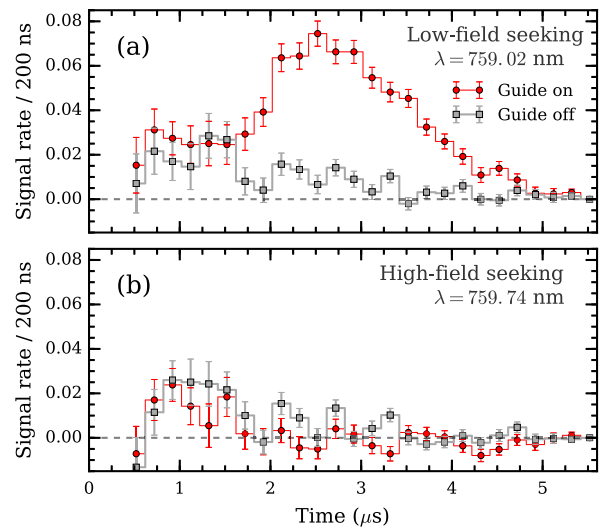 (a)
Low-field seeking
λ = 759.02 nm
Guide on
Guide off
Signal rate / 200 ns
0.08
0.06
0.04
0.02
0.00
(b)
High-field seeking
λ = 759.74 nm
Signal rate / 200 ns
0.08
0.06
0.04
0.02
0.00
0 1 2 3 4 5
Time (μs)